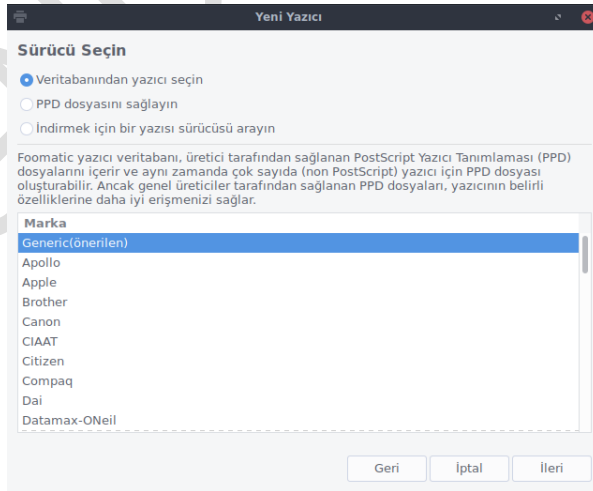 Yeni Yazıcı
Sürücü Seçin
Veritabanından yazıcı seçin
PPD dosyasını sağlayın
İndirmek için bir yazısı sürücüsü arayın
Foomatic yazıcı veritabanı, üretici tarafından sağlanan PostScript Yazıcı Tanımlaması (PPD)
dosyalarını içerir ve aynı zamanda çok sayıda (non PostScript) yazıcı için PPD dosyası
oluşturabilir. Ancak genel üreticiler tarafından sağlanan PPD dosyaları, yazıcının belirli
özelliklerine daha iyi erişmenizi sağlar.
Marka
Generic(önerilen)
Apollo
Apple
Brother
Canon
CIAAT
Citizen
Compaq
Dai
Datamax-ONeil
Geri İptal İleri